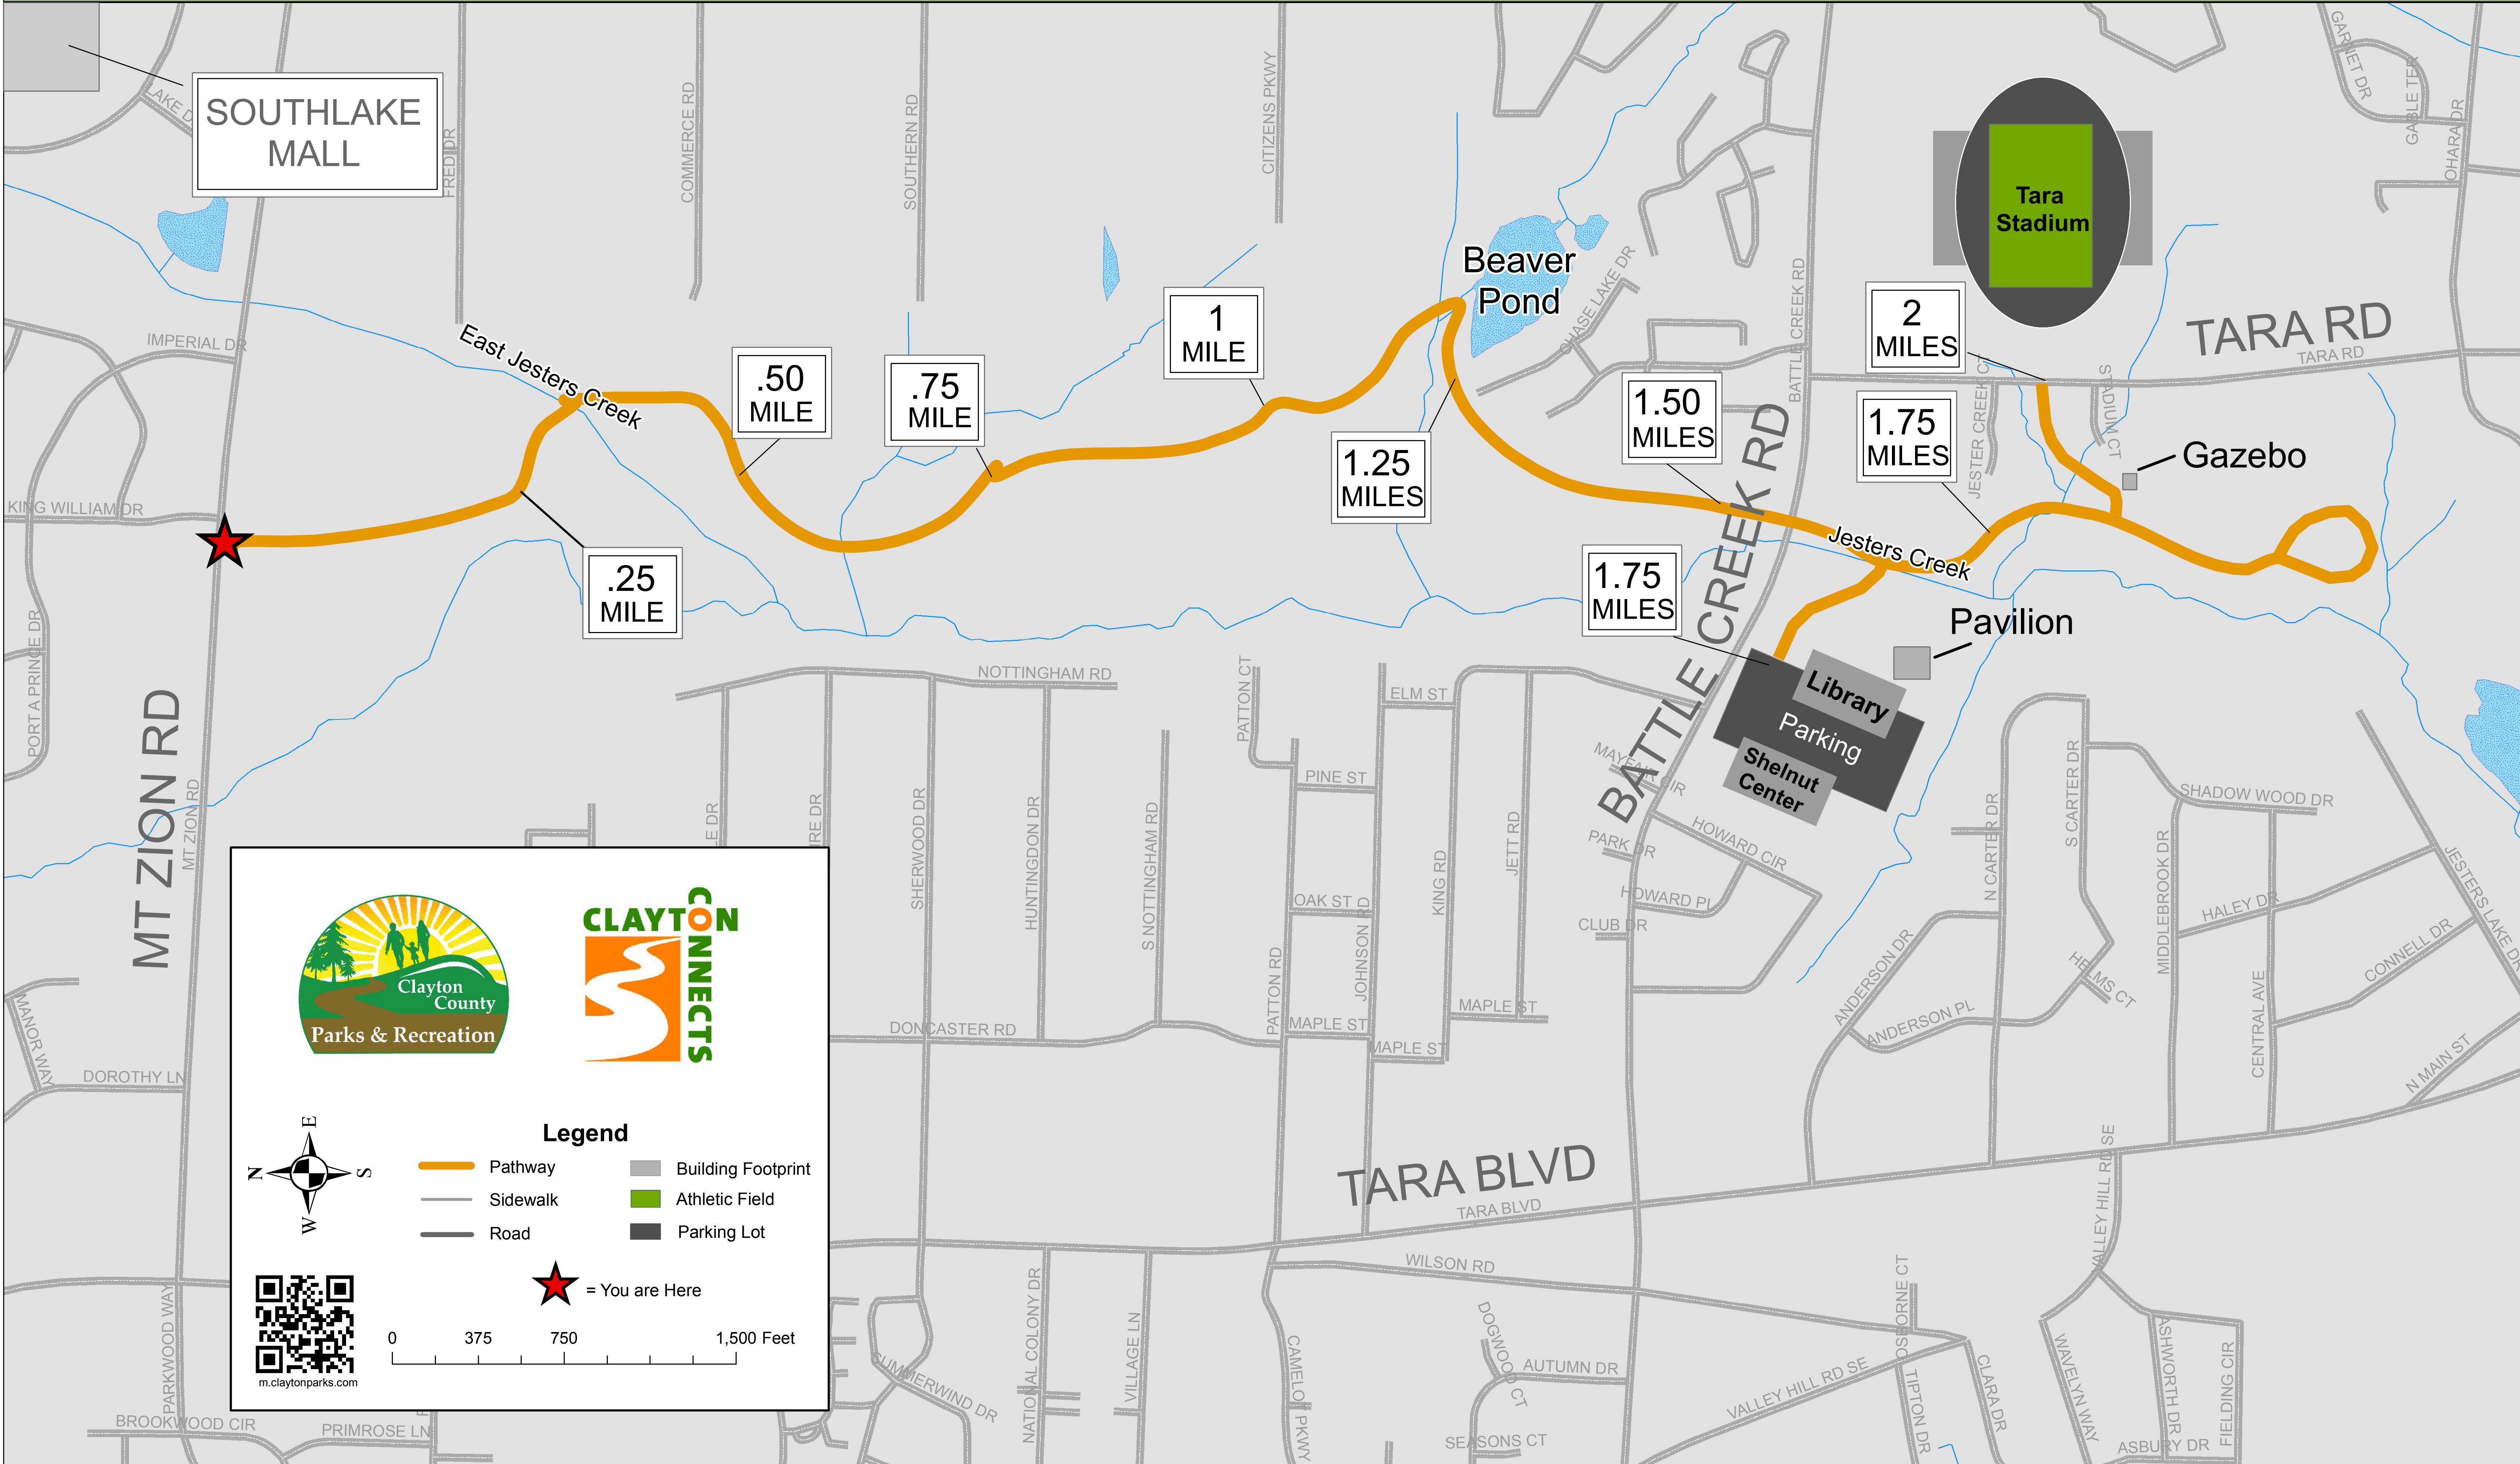 SOUTHLAKE
MALL
FRED DR
COMMERCE RD
SOUTHERN RD
CITIZENS PKWY
Beaver
Pond
CHASE LAKE DR
BATTLE CREEK RD
Tara
Stadium
GARNET DR
GABLE TER
OHARA DR
TARA RD
TARA RD
IMPERIAL DR
East Jesters Creek
.50
MILE
.75
MILE
1
MILE
1.25
MILES
1.50
MILES
1.75
MILES
2
MILES
JESTER CREEK CT
STADIUM CT
Gazebo
KING WILLIAM DR
.25
MILE
1.75
MILES
BATTLE CREEK RD
Jesters Creek
Pavilion
Library
Parking
Shelnut
Center
PORT A PRINCE DR
MT ZION RD
MT ZION RD
NOTTINGHAM RD
PATTON CT
ELM ST
PINE ST
OAK ST
MAPLE ST
MAPLE ST
MAPLE ST
SHERWOOD DR
HUNTINGDON DR
S NOTTINGHAM RD
PATTON RD
JOHNSON RD
KING RD
JETT RD
DONCASTER RD
MAYFAIR CIR
PARK DR
HOWARD CIR
HOWARD PL
CLUB DR
N CARTER DR
S CARTER DR
SHADOW WOOD DR
MIDDLEBROOK DR
HALEY DR
CONNELL DR
JESTERS LAKE DR
HELMS CT
ANDERSON DR
ANDERSON PL
CENTRAL AVE
N MAIN ST
MANOR WAY
DOROTHY LN
TARA BLVD
TARA BLVD
WILSON RD
VALLEY HILL RD SE
VALLEY HILL RD SE
OSBORNE CT
DOGWOOD CT
AUTUMN DR
SEASONS CT
CAMELOT PKWY
VILLAGE LN
NATIONAL COLONY DR
SUMMERWIND DR
TIPTON DR
CLARA DR
WAVELYN WAY
ASHWORTH DR
FIELDING CIR
ASBURY DR
PARKWOOD WAY
BROOKWOOD CIR
PRIMROSE LN
Clayton
County
Parks & Recreation
CLAYTON
CONNECTS
N
E
S
W
Legend
Pathway
Sidewalk
Road
Building Footprint
Athletic Field
Parking Lot
= You are Here
0 375 750 1,500 Feet
m.claytonparks.com